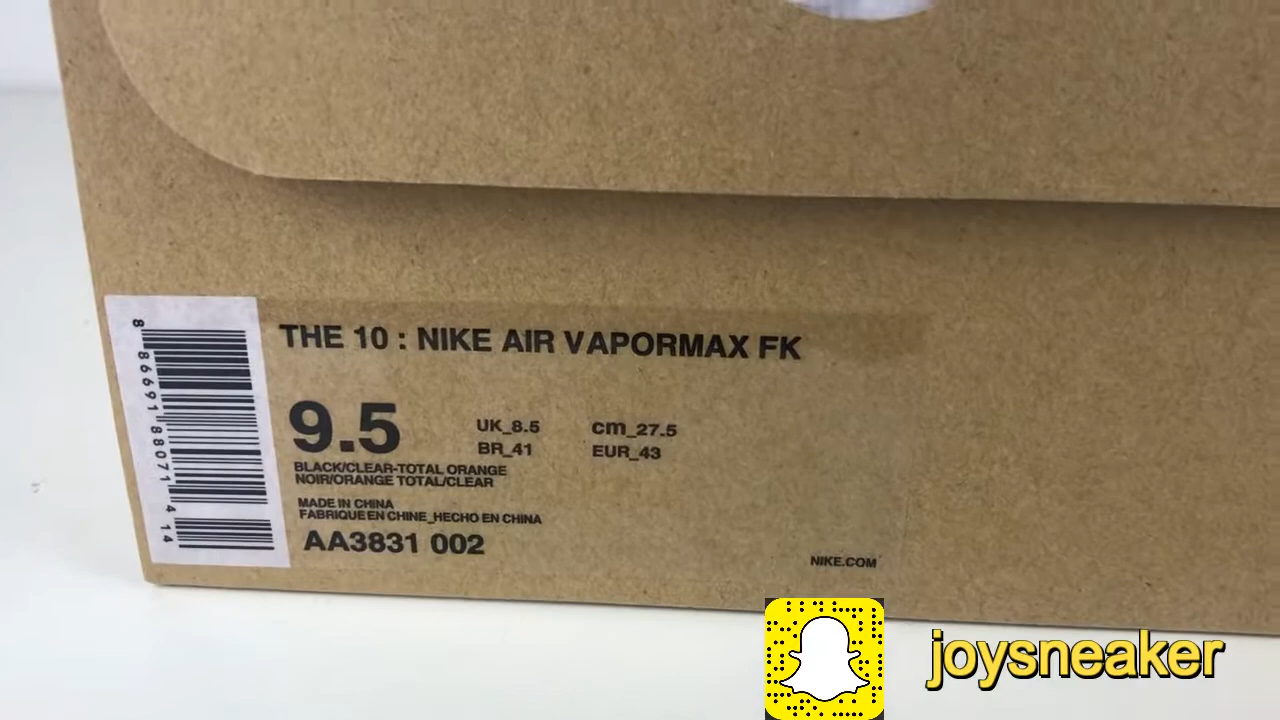 THE 10 : NIKE AIR VAPORMAX FK
9.5
UK_8.5 cm_27.5
BR_41 EUR_43
BLACK/CLEAR-TOTAL ORANGE
NOIR/ORANGE TOTAL/CLEAR
MADE IN CHINA
FABRIQUE EN CHINE_HECHO EN CHINA
AA3831 002
NIKE.COM
8 86691 88071 4 14
joysneaker